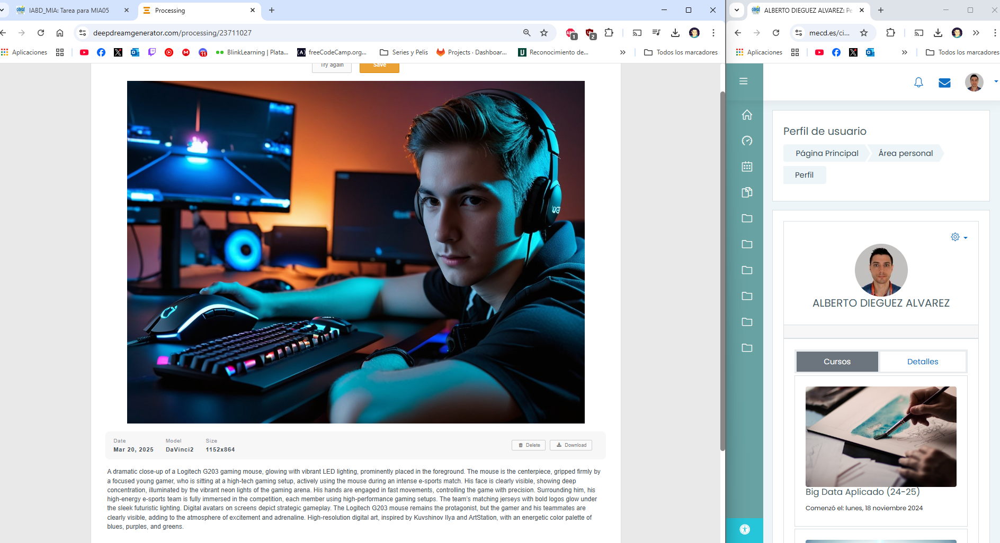 IABD_MIA: Tarea para MIA05
Processing
deepdreamgenerator.com/processing/23711027
1
2
Aplicaciones
11
BlinkLearning | Plata...
freeCodeCamp.org...
Series y Pelis
Projects · Dashboar...
Reconocimiento de...
»
Todos los marcadores
Try again
Save
Date
Mar 20, 2025
Model
DaVinci2
Size
1152x864
Delete
Download
A dramatic close-up of a Logitech G203 gaming mouse, glowing with vibrant LED lighting, prominently placed in the foreground. The mouse is the centerpiece, gripped firmly by
a focused young gamer, who is sitting at a high-tech gaming setup, actively using the mouse during an intense e-sports match. His face is clearly visible, showing deep
concentration, illuminated by the vibrant neon lights of the gaming arena. His hands are engaged in fast movements, controlling the game with precision. Surrounding him, his
high-energy e-sports team is fully immersed in the competition, each member using high-performance gaming setups. The team's matching jerseys with bold logos glow under
the sleek futuristic lighting. Digital avatars on screens depict strategic gameplay. The Logitech G203 mouse remains the protagonist, but the gamer and his teammates are
clearly visible, adding to the atmosphere of excitement and adrenaline. High-resolution digital art, inspired by Kuvshinov Ilya and ArtStation, with an energetic color palette of
blues, purples, and greens.
ALBERTO DIEGUEZ ALVAREZ: Pe
mecd.es/ci...
»
Aplicaciones
»
Todos los marcadores
Perfil de usuario
Página Principal
Área personal
Perfil
ALBERTO DIEGUEZ ALVAREZ
Cursos
Detalles
Big Data Aplicado (24-25)
Comenzó el: lunes, 18 noviembre 2024